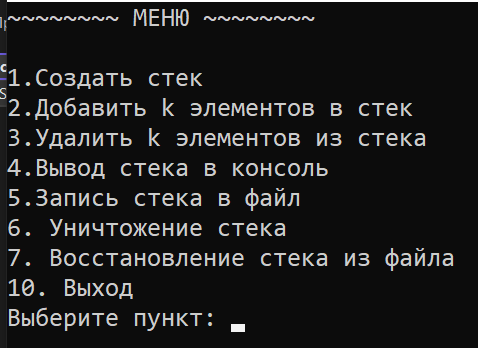 ~~~~~~~~ МЕНЮ ~~~~~~~~
1.Создать стек
2.Добавить k элементов в стек
3.Удалить k элементов из стека
4.Вывод стека в консоль
5.Запись стека в файл
6. Уничтожение стека
7. Восстановление стека из файла
10. Выход
Выберите пункт: